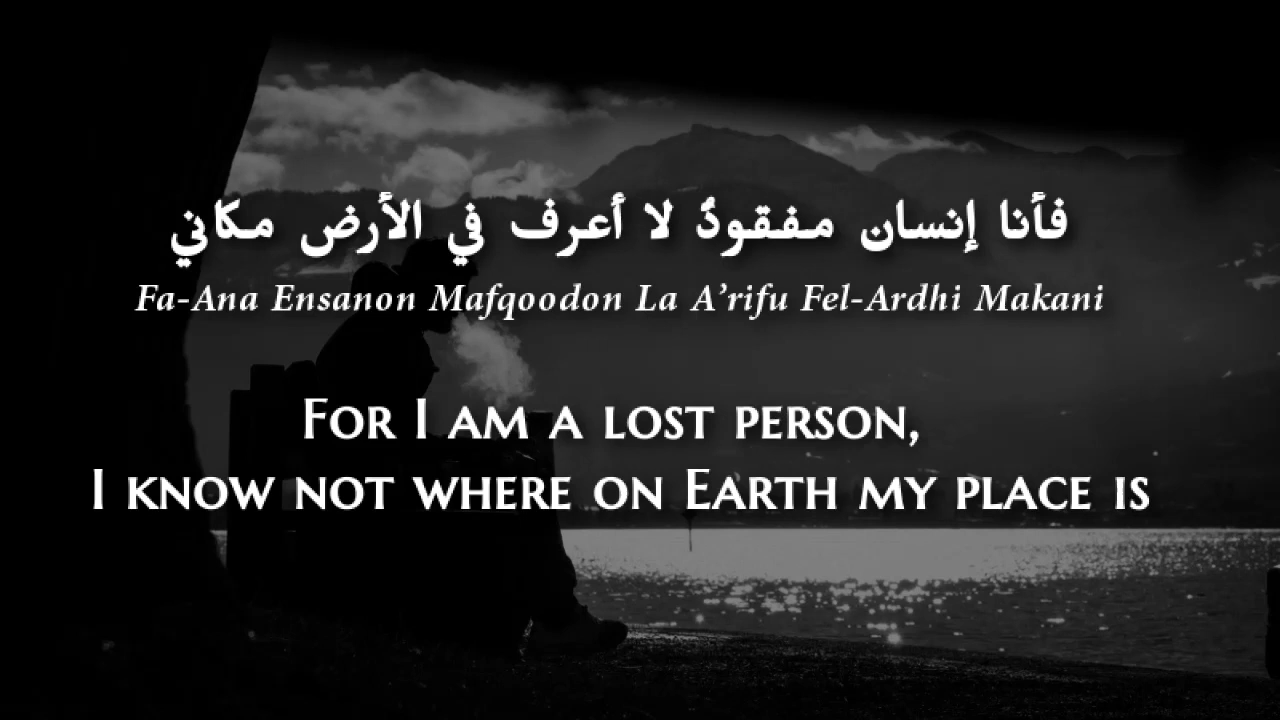 فأنا إنسان مفقودٌ لا أعرف في الأرض مكاني
Fa-Ana Ensanon Mafqoodon La A’rifu Fel-Ardhi Makani
For I am a lost person,
I know not where on Earth my place is